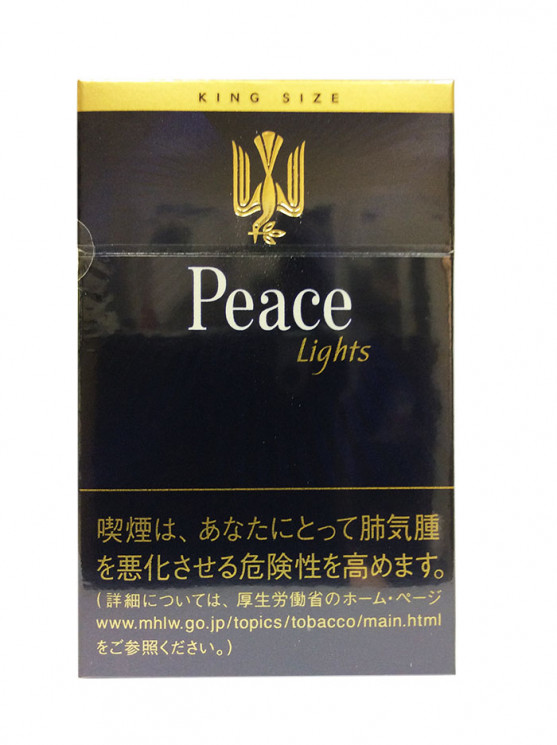 KING SIZE
Peace
Lights
喫煙は、あなたにとって肺気腫
を悪化させる危険性を高めます。
(詳細については、厚生労働省のホーム・ページ
www.mhlw.go.jp/topics/tobacco/main.html
をご参照ください。)